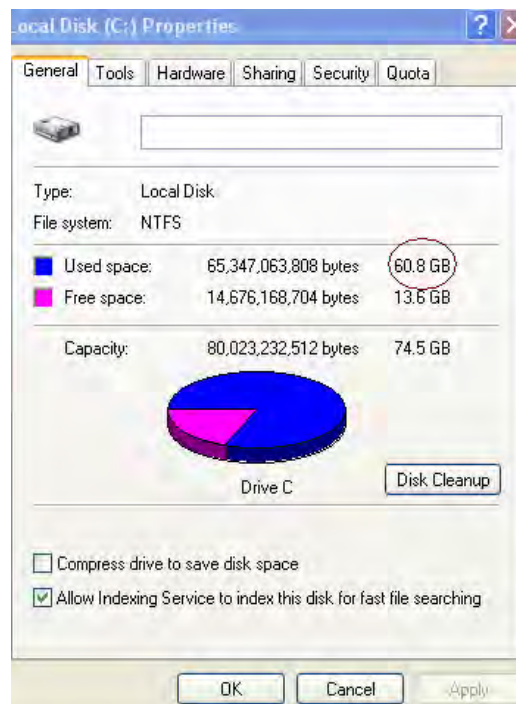 Local Disk (C:) Properties
General Tools Hardware Sharing Security Quota
Type: Local Disk
File system: NTFS
Used space: 65,347,063,808 bytes 60.8 GB
Free space: 14,676,168,704 bytes 13.6 GB
Capacity: 80,023,232,512 bytes 74.5 GB
Drive C
Disk Cleanup
Compress drive to save disk space
Allow Indexing Service to index this disk for fast file searching
OK Cancel Apply